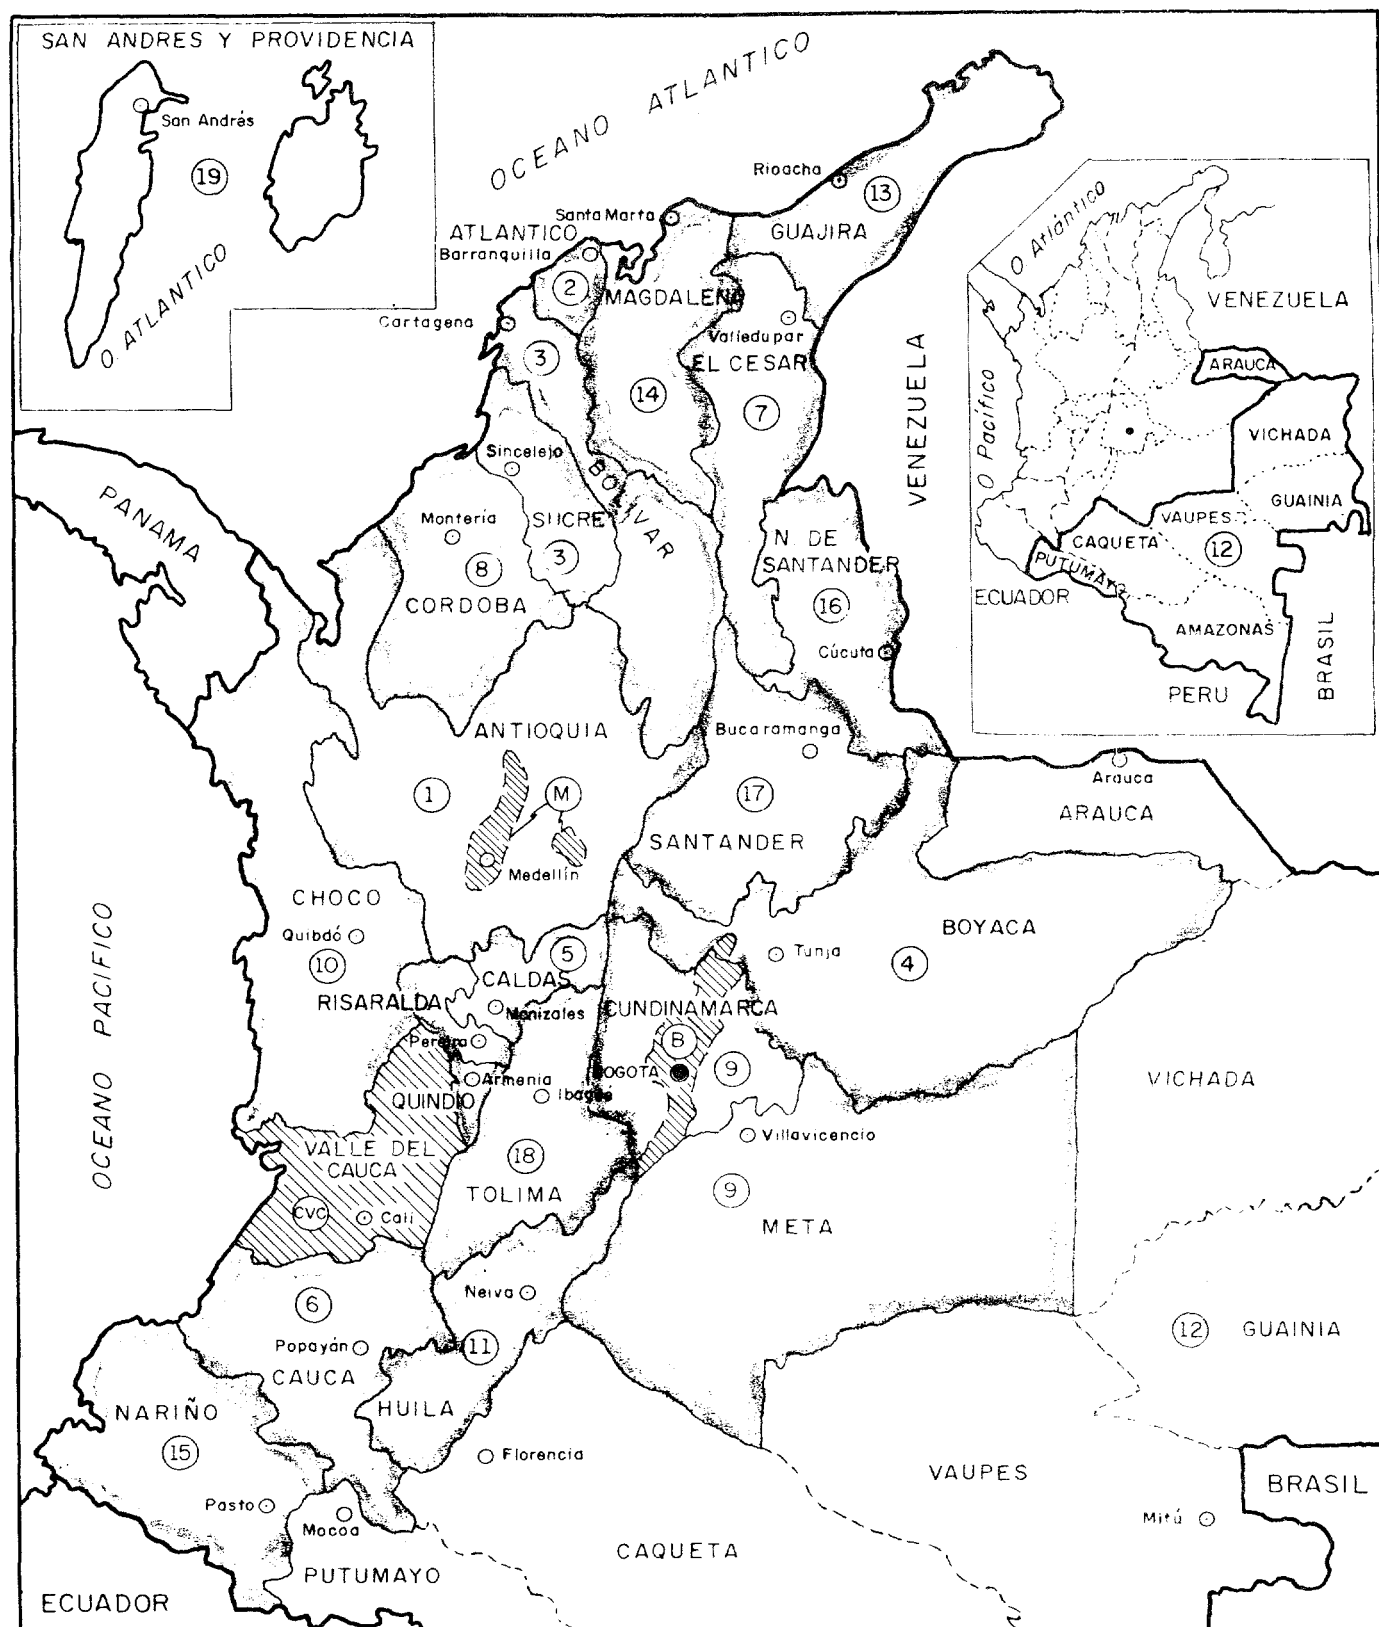 SAN ANDRES Y PROVIDENCIA
San Andrés
19
O. ATLANTICO
OCEANO ATLANTICO
Rioacha
13
GUAJIRA
Santa Marta
ATLANTICO
Barranquilla
2
MAGDALENA
Cartagena
3
Valledupar
EL CESAR
14
7
VENEZUELA
O Atlántico
VENEZUELA
O Pacífico
ARAUCA
VICHADA
GUAINIA
VAUPES
CAQUETA
12
PUTUMAYO
ECUADOR
AMAZONAS
PERU
BRASIL
PANAMA
Sincelejo
BOLIVAR
Montería
SUCRE
8
3
CORDOBA
N. DE
SANTANDER
16
Cúcuta
ANTIOQUIA
Bucaramanga
1
M
17
Arauca
ARAUCA
SANTANDER
Medellín
CHOCO
Quibdó
10
OCEANO PACIFICO
BOYACA
Tunja
4
5
CALDAS
RISARALDA
Manizales
CUNDINAMARCA
Pereira
B
BOGOTA
9
Armenia
Ibagué
QUINDIO
VICHADA
Villavicencio
VALLE DEL
CAUCA
18
TOLIMA
9
META
CVC
Cali
Neiva
6
Popayán
11
CAUCA
12
GUAINIA
HUILA
NARIÑO
15
Florencia
VAUPES
BRASIL
Pasto
Mocoa
Mitú
CAQUETA
PUTUMAYO
ECUADOR